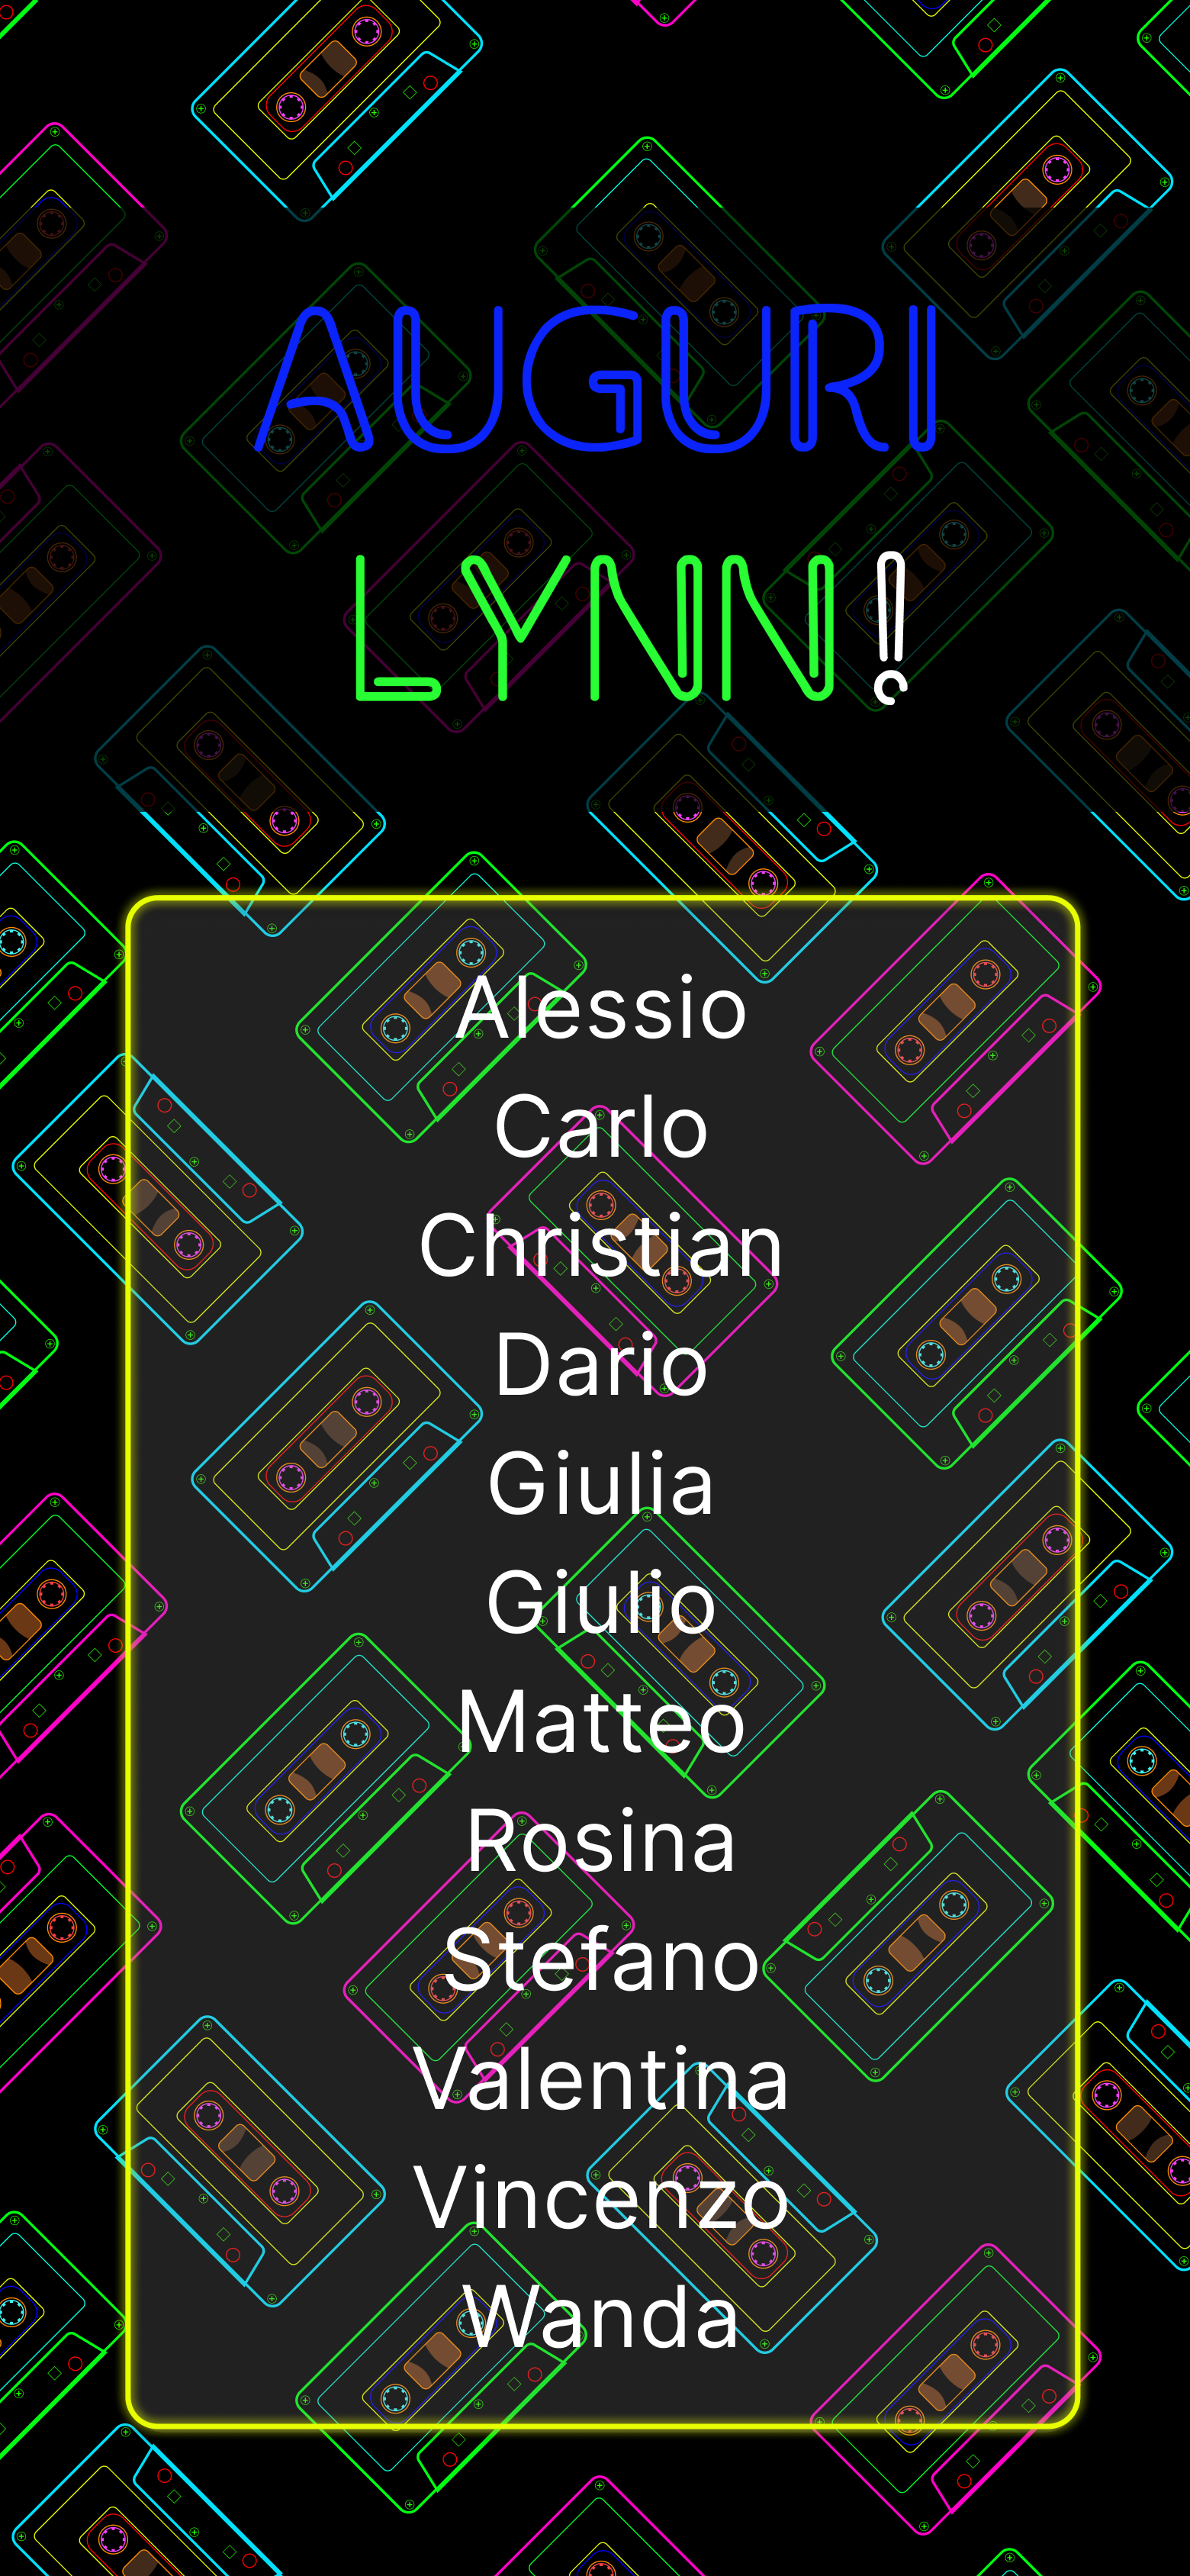 AUGURI
LYNN!
Alessio
Carlo
Christian
Dario
Giulia
Giulio
Matteo
Rosina
Stefano
Valentina
Vincenzo
Wanda